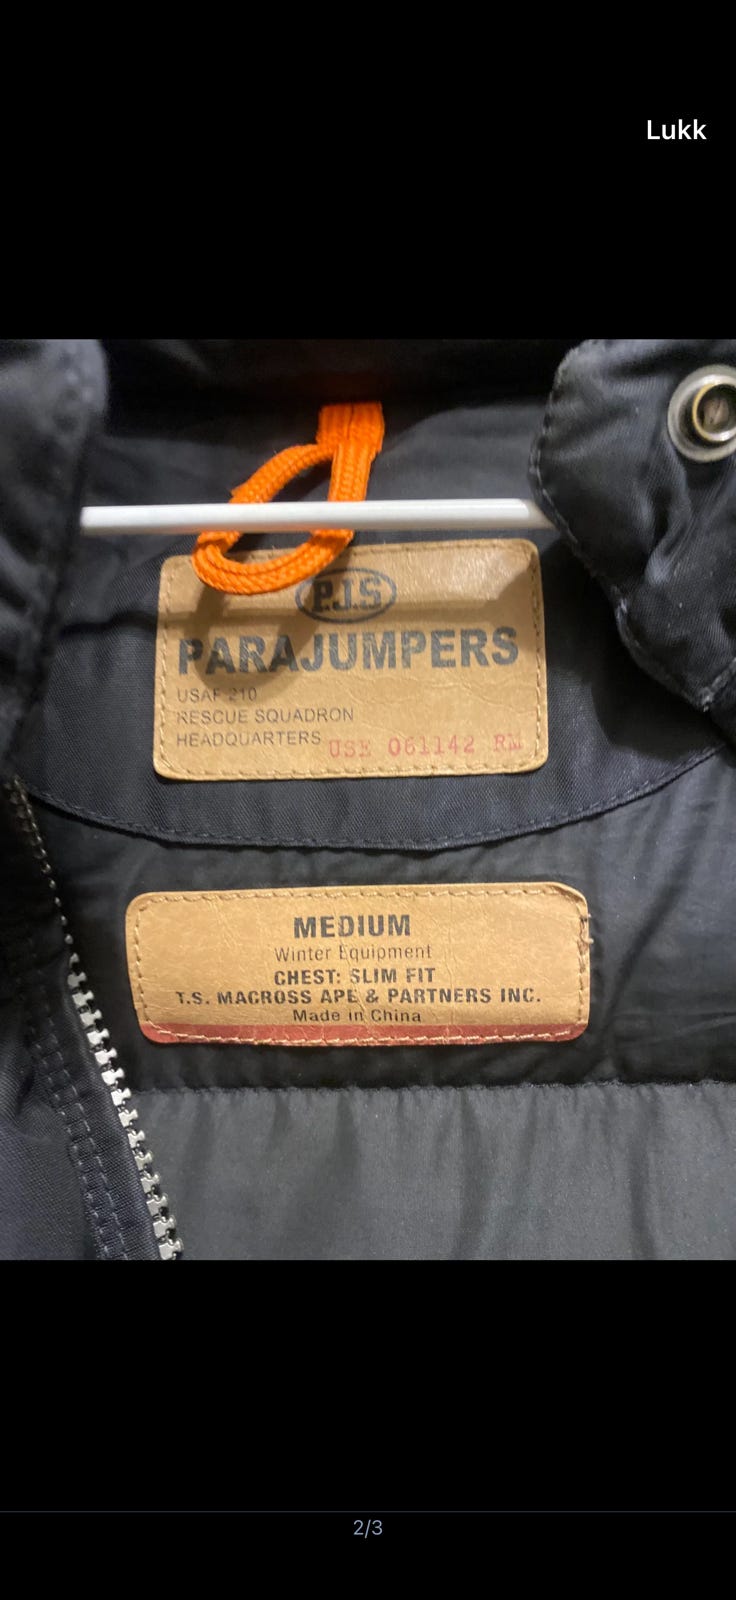 Lukk
P.J.S
PARAJUMPERS
USAF 210
RESCUE SQUADRON
HEADQUARTERS USE 061142 RM
MEDIUM
Winter Equipment
CHEST: SLIM FIT
T.S. MACROSS APE & PARTNERS INC.
Made in China
2/3